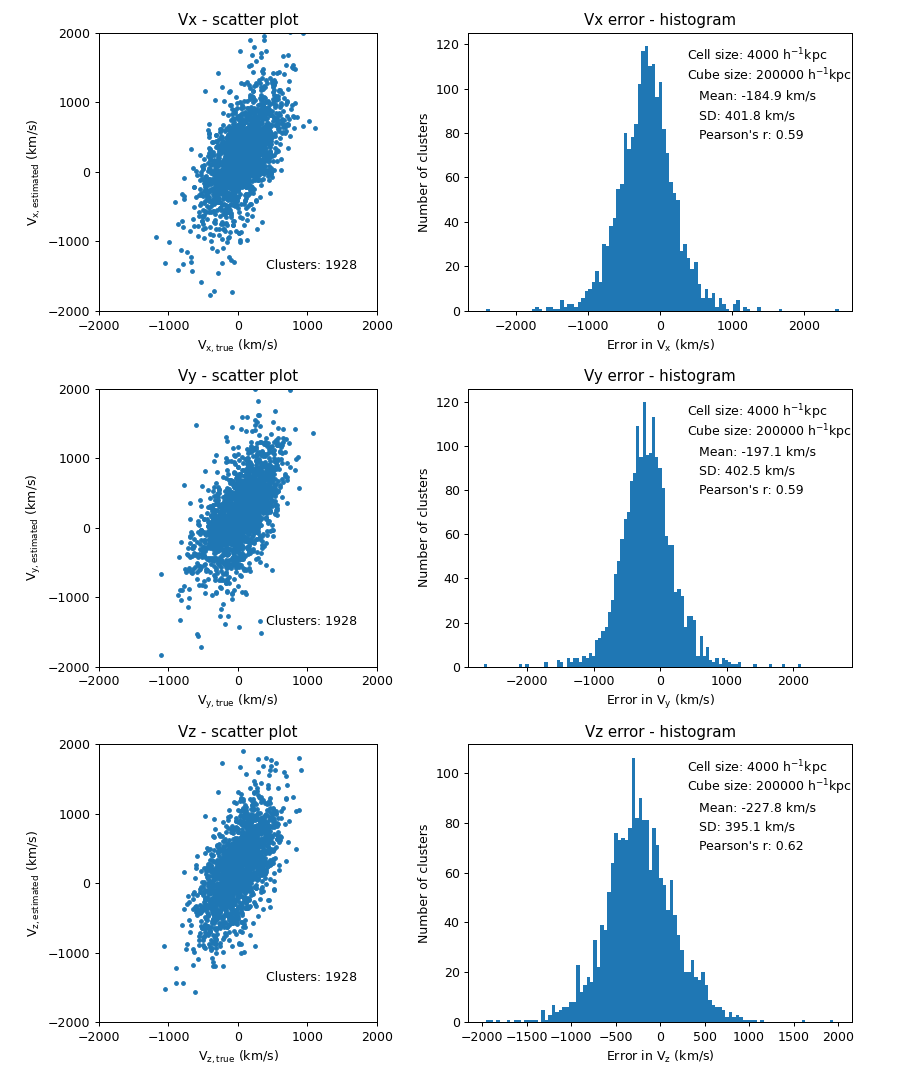 Vx - scatter plot
2000
1000
0
−1000
−2000
V_x, estimated (km/s)
Clusters: 1928
−2000 −1000 0 1000 2000
V_x, true (km/s)
Vx error - histogram
120
100
80
60
40
20
0
Number of clusters
Cell size: 4000 h⁻¹kpc
Cube size: 200000 h⁻¹kpc
Mean: -184.9 km/s
SD: 401.8 km/s
Pearson's r: 0.59
−2000 −1000 0 1000 2000
Error in V_x (km/s)
Vy - scatter plot
2000
1000
0
−1000
−2000
V_y, estimated (km/s)
Clusters: 1928
−2000 −1000 0 1000 2000
V_y, true (km/s)
Vy error - histogram
120
100
80
60
40
20
0
Number of clusters
Cell size: 4000 h⁻¹kpc
Cube size: 200000 h⁻¹kpc
Mean: -197.1 km/s
SD: 402.5 km/s
Pearson's r: 0.59
−2000 −1000 0 1000 2000
Error in V_y (km/s)
Vz - scatter plot
2000
1000
0
−1000
−2000
V_z, estimated (km/s)
Clusters: 1928
−2000 −1000 0 1000 2000
V_z, true (km/s)
Vz error - histogram
100
80
60
40
20
0
Number of clusters
Cell size: 4000 h⁻¹kpc
Cube size: 200000 h⁻¹kpc
Mean: -227.8 km/s
SD: 395.1 km/s
Pearson's r: 0.62
−2000 −1500 −1000 −500 0 500 1000 1500 2000
Error in V_z (km/s)